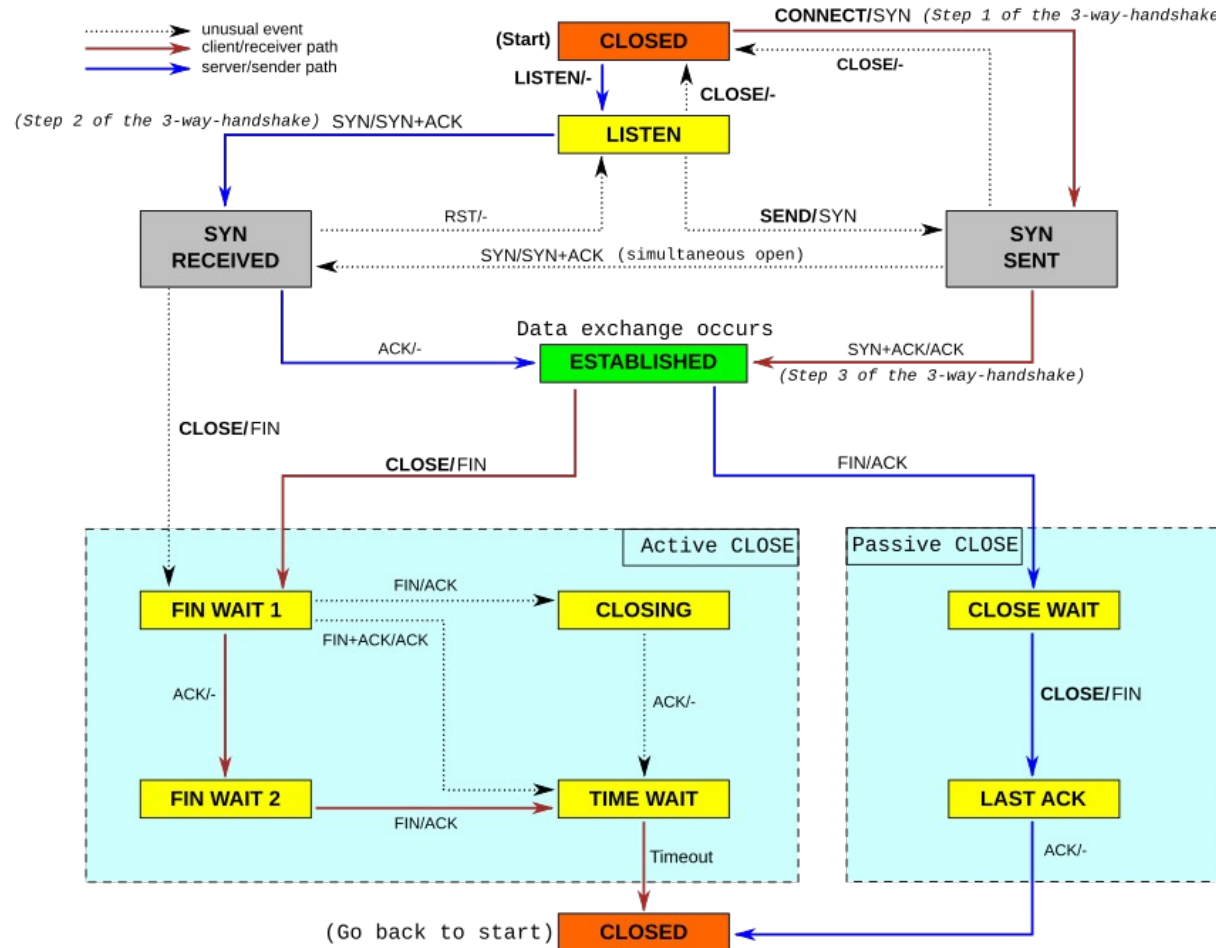 CONNECT/SYN (Step 1 of the 3-way-handshake
unusual event
client/receiver path
server/sender path
(Start)
CLOSED
CLOSE/-
LISTEN/-
CLOSE/-
(Step 2 of the 3-way-handshake) SYN/SYN+ACK
LISTEN
RST/-
SEND/SYN
SYN
RECEIVED
SYN
SENT
SYN/SYN+ACK (simultaneous open)
Data exchange occurs
ACK/-
ESTABLISHED
SYN+ACK/ACK
(Step 3 of the 3-way-handshake)
CLOSE/FIN
CLOSE/FIN
FIN/ACK
Active CLOSE
Passive CLOSE
FIN WAIT 1
FIN/ACK
CLOSING
CLOSE WAIT
FIN+ACK/ACK
ACK/-
ACK/-
CLOSE/FIN
FIN WAIT 2
FIN/ACK
TIME WAIT
LAST ACK
Timeout
ACK/-
(Go back to start)
CLOSED